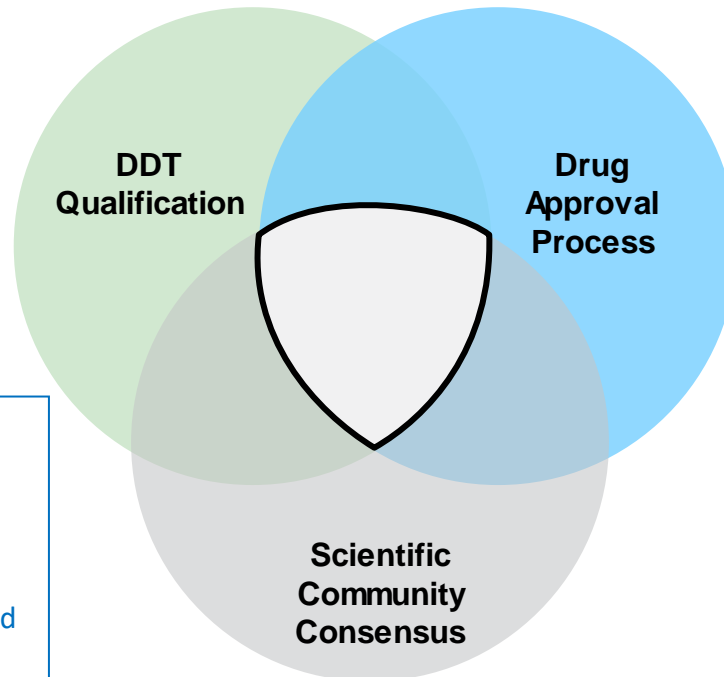 DDT
Qualification
Drug
Approval
Process
Scientific
Community
Consensus